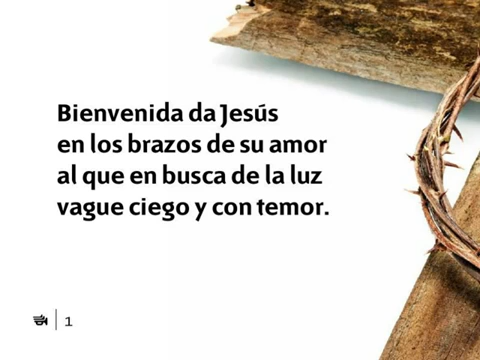 Bienvenida da Jesús
en los brazos de su amor
al que en busca de la luz
vague ciego y con temor.
1